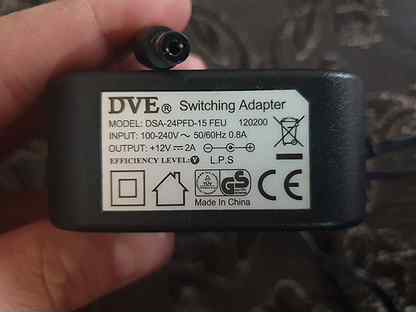 DVE® Switching Adapter
MODEL: DSA-24PFD-15 FEU 120200
INPUT: 100-240V ~ 50/60Hz 0.8A
OUTPUT: +12V ⎓ 2A
EFFICIENCY LEVEL: V L.P.S
GS
CE
Made In China